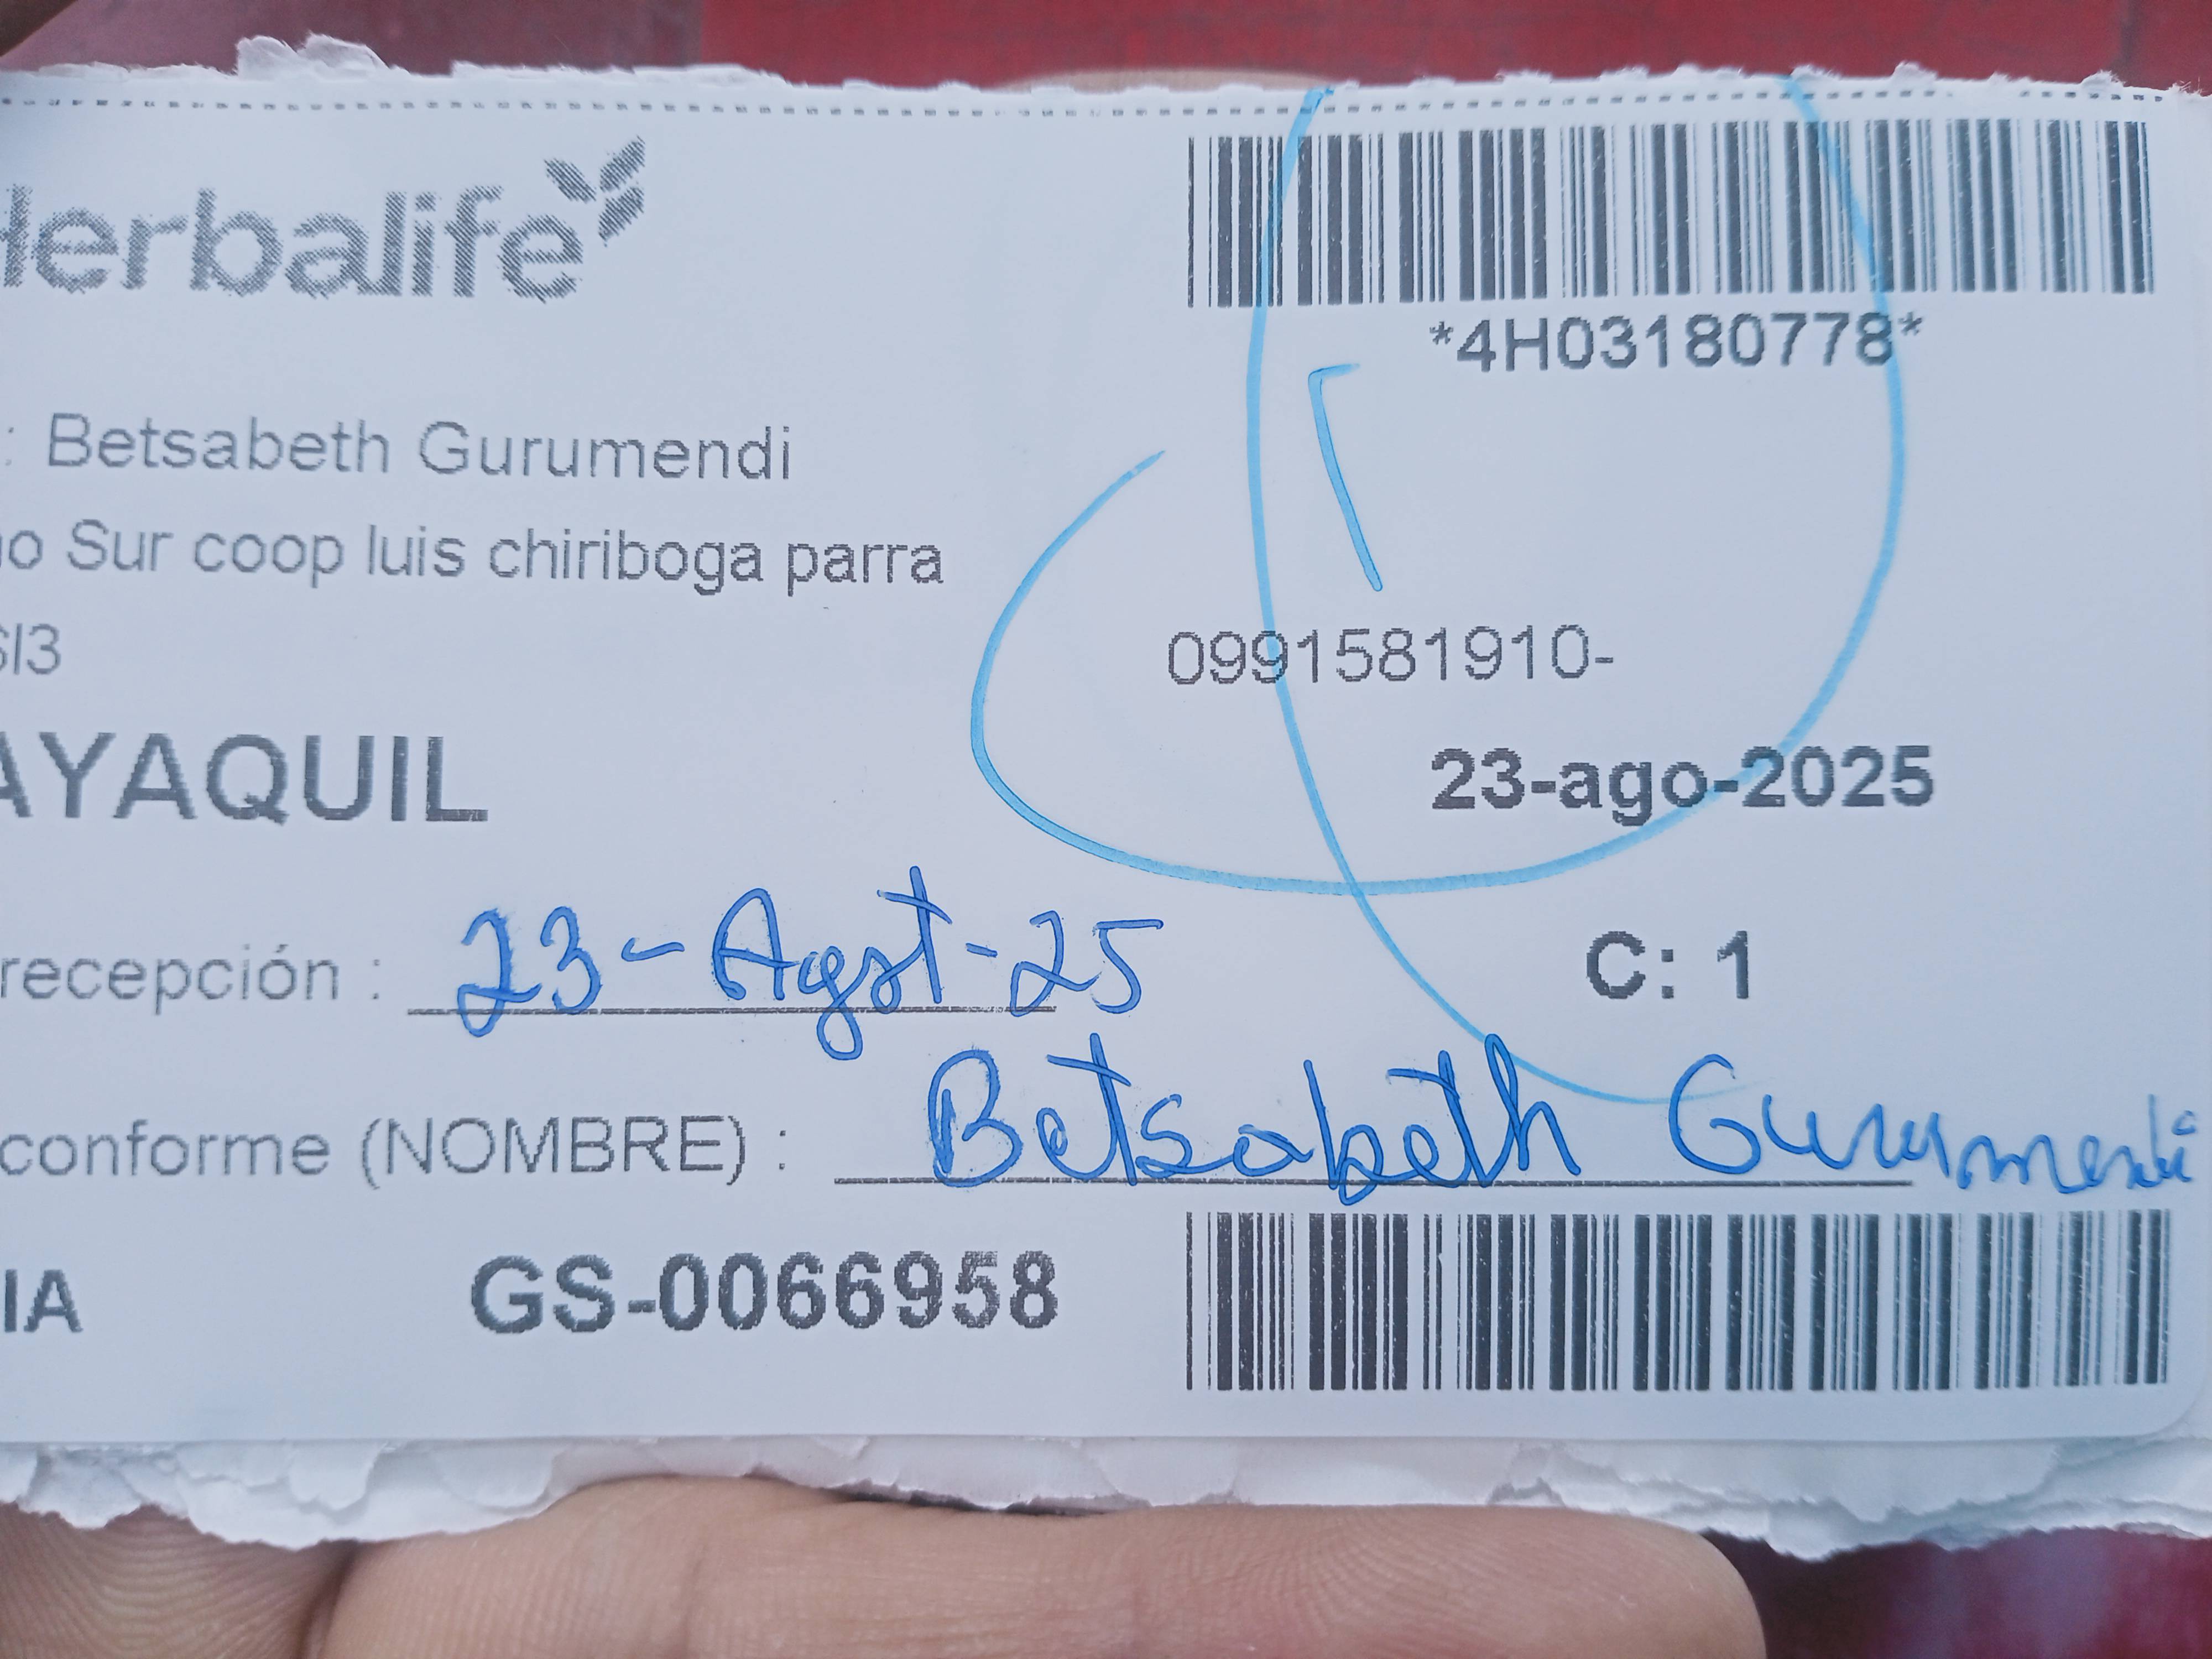 Herbalife
*4H03180778*
: Betsabeth Gurumendi
o Sur coop luis chiriboga parra
SI3
0991581910-
AYAQUIL
23-ago-2025
recepción : 23-Agst-25
C: 1
conforme (NOMBRE) : Betsabeth Gurumendi
IA GS-0066958